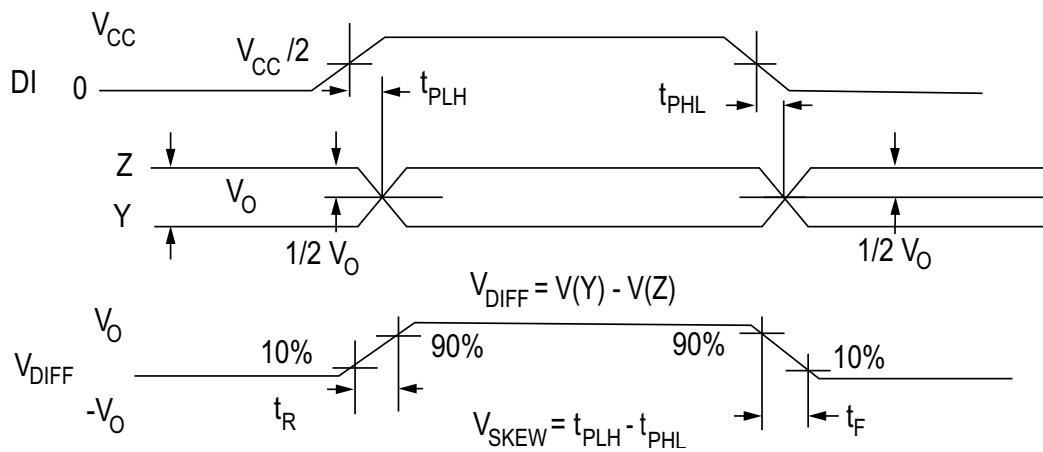 V_CC
V_CC /2
DI 0
t_PLH
t_PHL
Z
V_O
Y
1/2 V_O
1/2 V_O
V_DIFF = V(Y) - V(Z)
V_O
10%
90%
90%
10%
V_DIFF
-V_O
t_R
V_SKEW = t_PLH - t_PHL
t_F